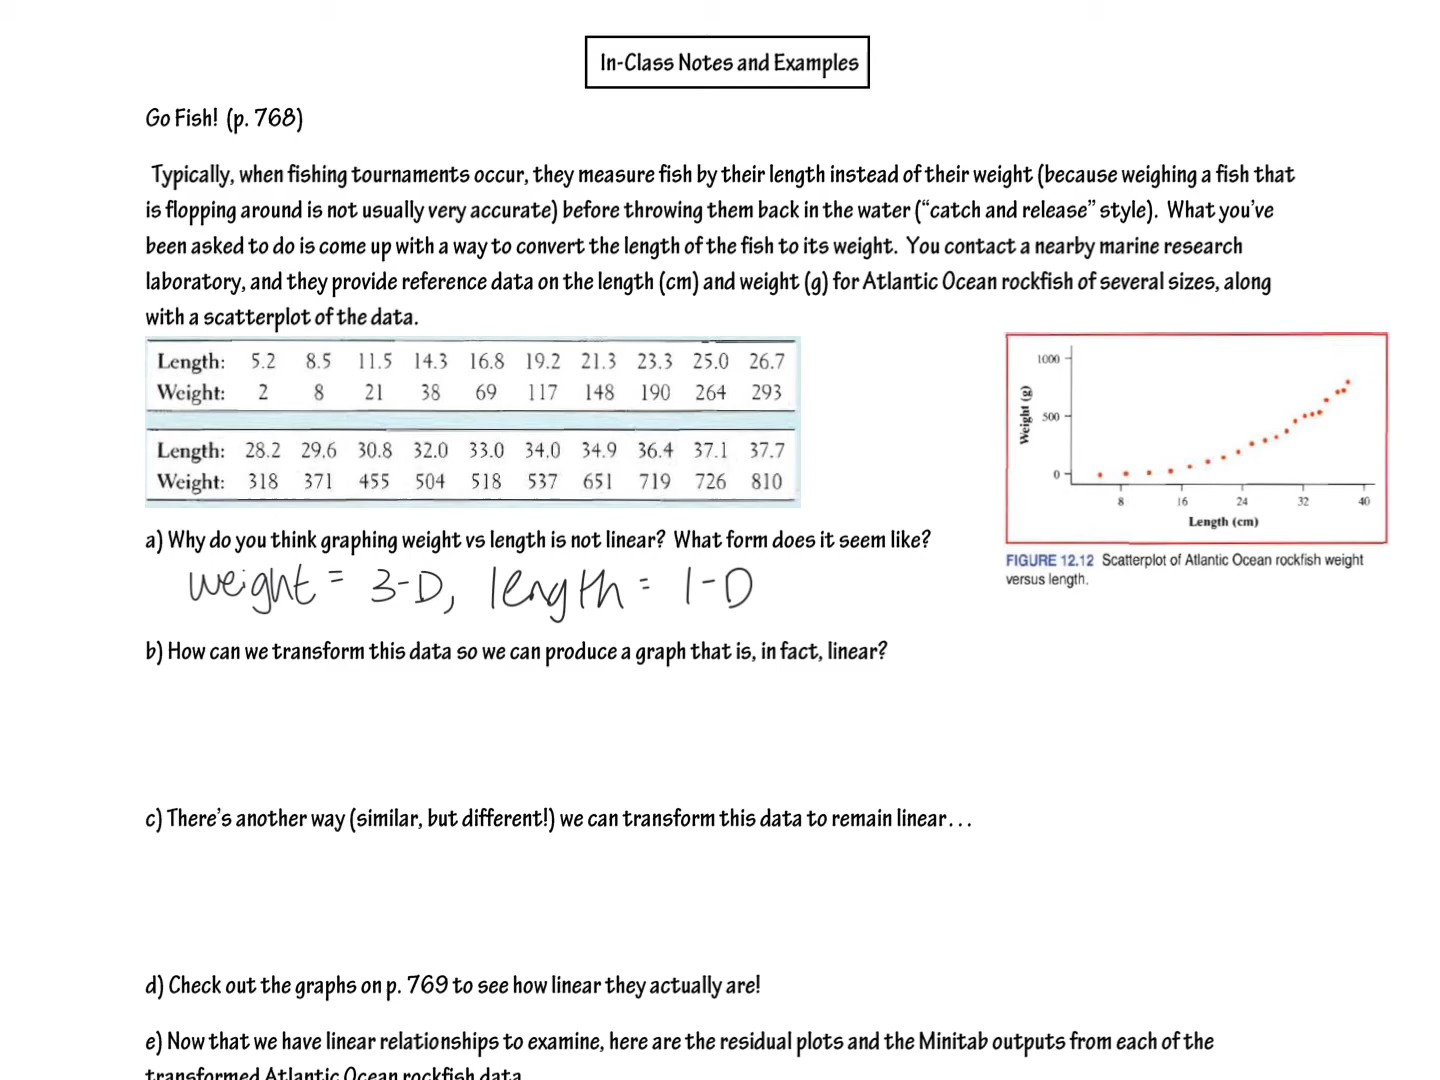 In-Class Notes and Examples
Go Fish! (p. 768)
Typically, when fishing tournaments occur, they measure fish by their length instead of their weight (because weighing a fish that
is flopping around is not usually very accurate) before throwing them back in the water (“catch and release” style). What you’ve
been asked to do is come up with a way to convert the length of the fish to its weight. You contact a nearby marine research
laboratory, and they provide reference data on the length (cm) and weight (g) for Atlantic Ocean rockfish of several sizes, along
with a scatterplot of the data.
Length: 5.2 8.5 11.5 14.3 16.8 19.2 21.3 23.3 25.0 26.7
Weight: 2 8 21 38 69 117 148 190 264 293
Length: 28.2 29.6 30.8 32.0 33.0 34.0 34.9 36.4 37.1 37.7
Weight: 318 371 455 504 518 537 651 719 726 810
1000
500
0
Weight (g)
8 16 24 32 40
Length (cm)
FIGURE 12.12 Scatterplot of Atlantic Ocean rockfish weight
versus length.
a) Why do you think graphing weight vs length is not linear? What form does it seem like?
weight = 3-D, length = 1-D
b) How can we transform this data so we can produce a graph that is, in fact, linear?
c) There’s another way (similar, but different!) we can transform this data to remain linear…
d) Check out the graphs on p. 769 to see how linear they actually are!
e) Now that we have linear relationships to examine, here are the residual plots and the Minitab outputs from each of the
transformed Atlantic Ocean rockfish data